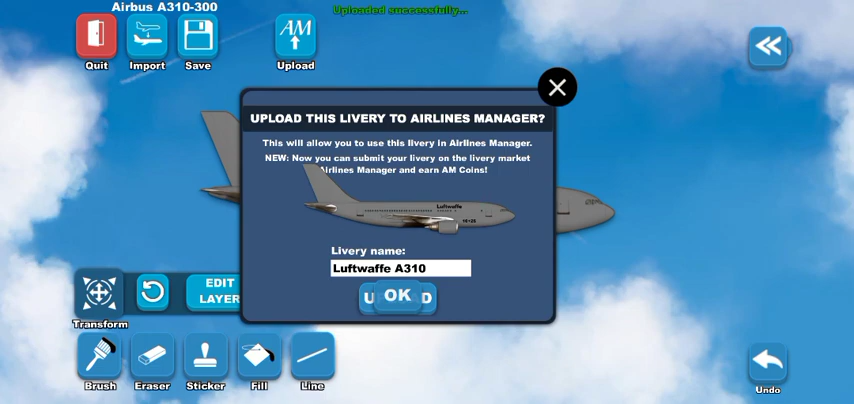 Airbus A310-300
Uploaded successfully...
AM
Quit
Import
Save
Upload
UPLOAD THIS LIVERY TO AIRLINES MANAGER?
This will allow you to use this livery in Airlines Manager.
NEW: Now you can submit your livery on the livery market
Airlines Manager and earn AM Coins!
Luftwaffe
Livery name:
Luftwaffe A310
OK
EDIT
LAYER
Transform
Brush
Eraser
Sticker
Fill
Line
Undo